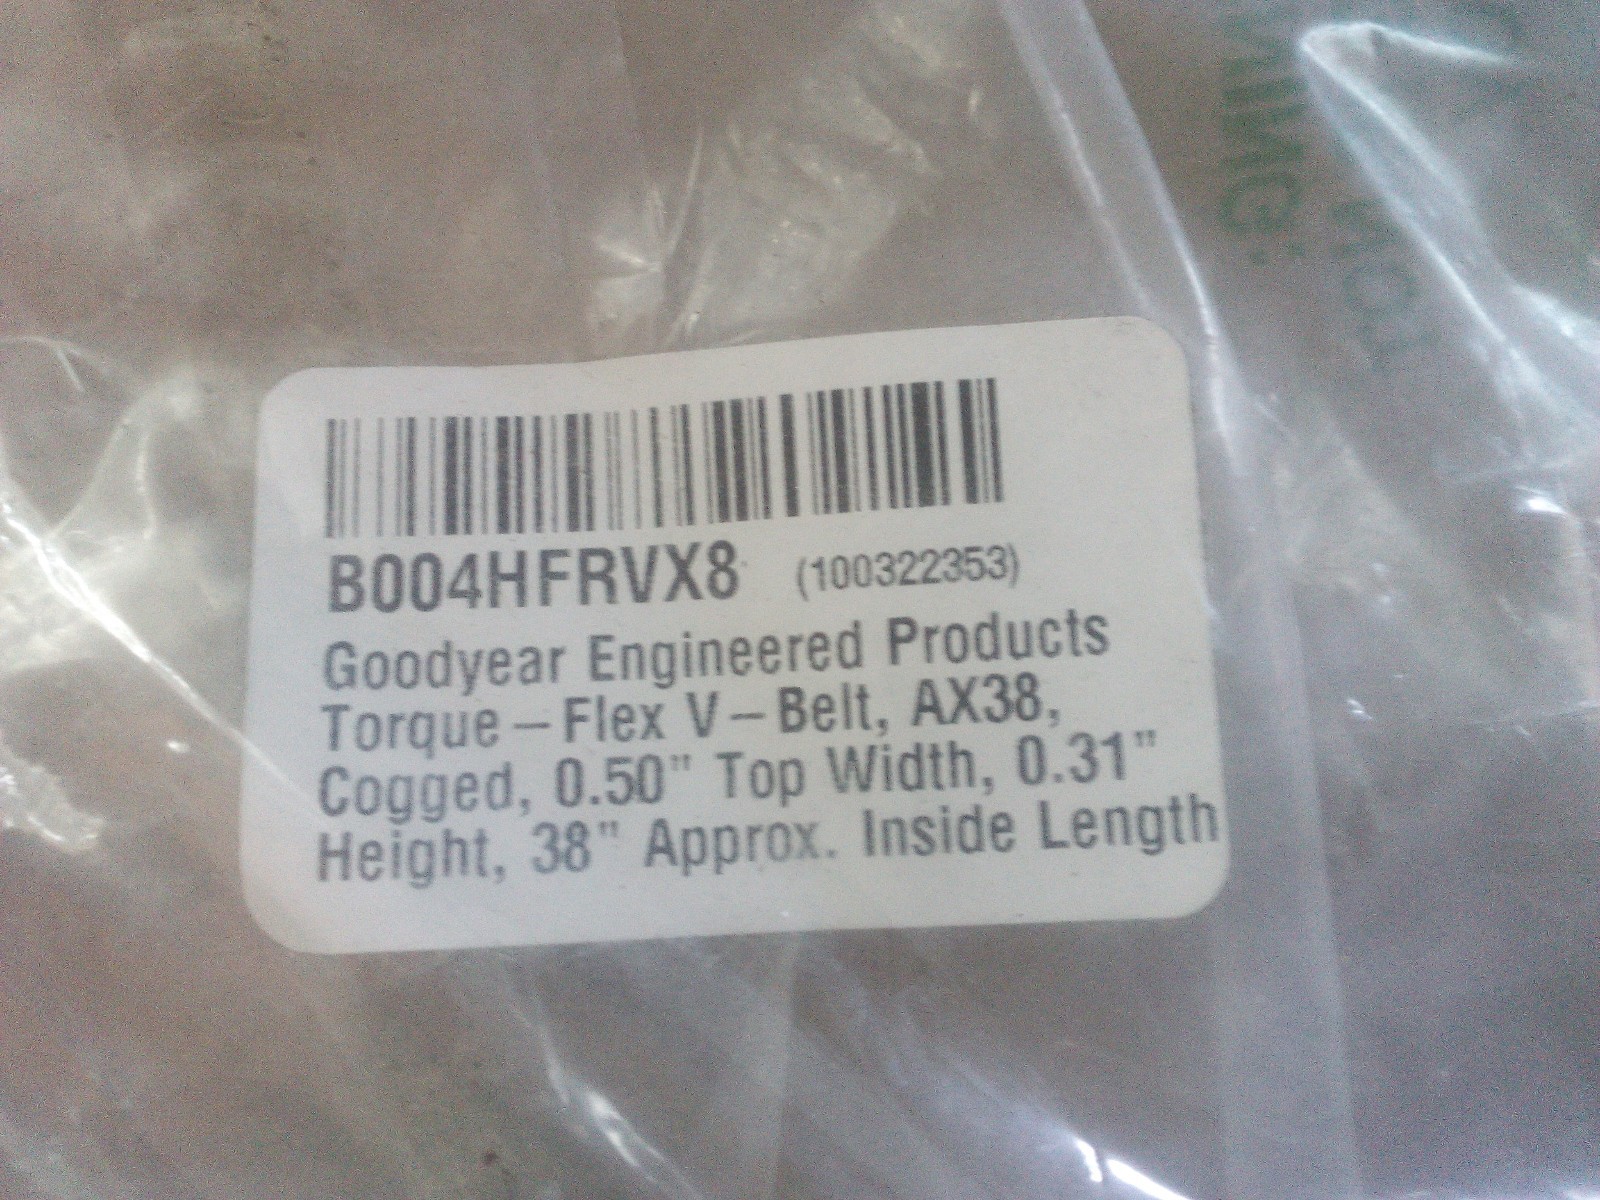 B004HFRVX8 (100322353)
Goodyear Engineered Products
Torque – Flex V – Belt, AX38,
Cogged, 0.50" Top Width, 0.31"
Height, 38" Approx. Inside Length